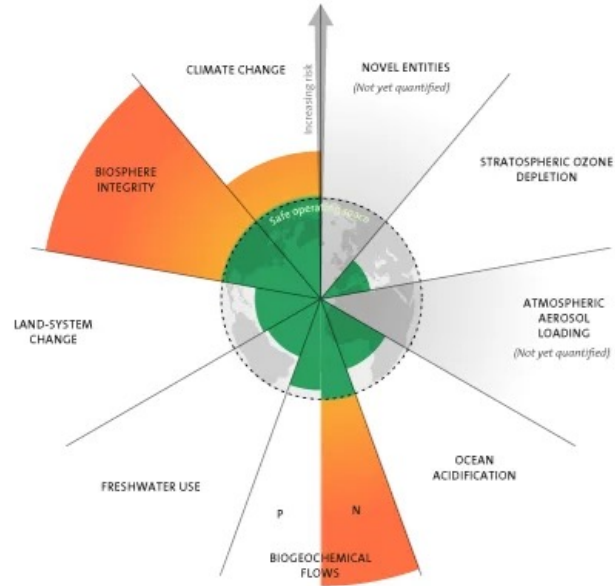 CLIMATE CHANGE
Increasing risk
NOVEL ENTITIES
(Not yet quantified)
STRATOSPHERIC OZONE
DEPLETION
BIOSPHERE
INTEGRITY
Safe operating space
LAND-SYSTEM
CHANGE
ATMOSPHERIC
AEROSOL
LOADING
(Not yet quantified)
FRESHWATER USE
OCEAN
ACIDIFICATION
P
N
BIOGEOCHEMICAL
FLOWS